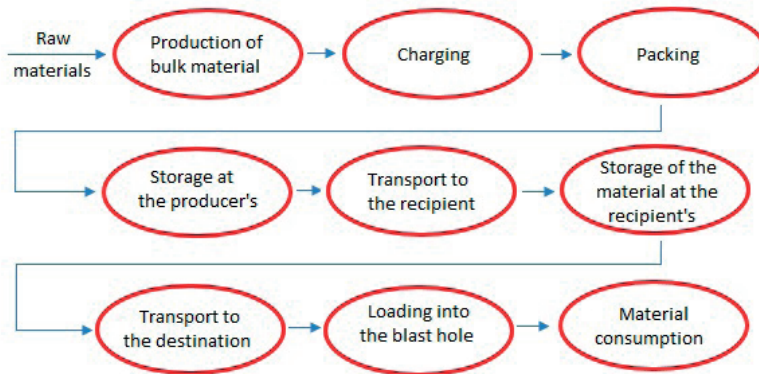 Raw
materials
Production of
bulk material
Charging
Packing
Storage at
the producer's
Transport to
the recipient
Storage of the
material at the
recipient's
Transport to
the destination
Loading into
the blast hole
Material
consumption